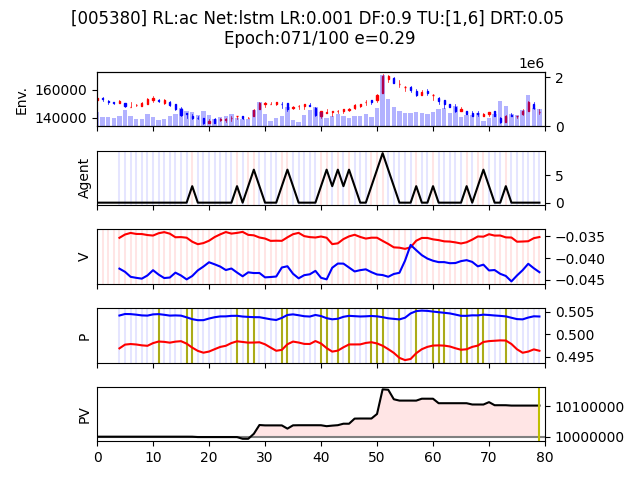 [005380] RL:ac Net:lstm LR:0.001 DF:0.9 TU:[1,6] DRT:0.05
Epoch:071/100 e=0.29
1e6
Env.
160000
140000
2
0
Agent
5
0
V
−0.035
−0.040
−0.045
P
0.505
0.500
0.495
PV
10100000
10000000
0 10 20 30 40 50 60 70 80